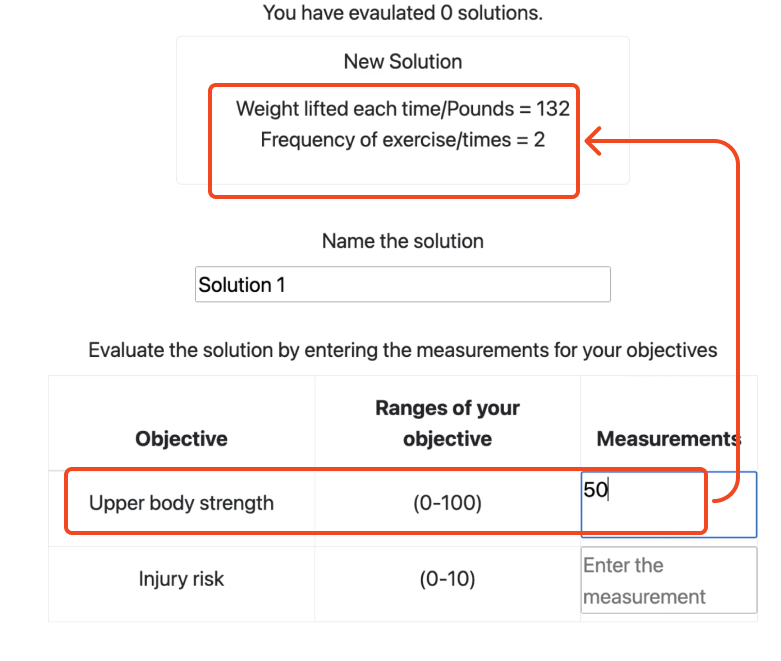 You have evaulated 0 solutions.
New Solution
Weight lifted each time/Pounds = 132
Frequency of exercise/times = 2
Name the solution
Solution 1
Evaluate the solution by entering the measurements for your objectives
Objective
Ranges of your
objective
Measurements
Upper body strength
(0-100)
50
Injury risk
(0-10)
Enter the
measurement